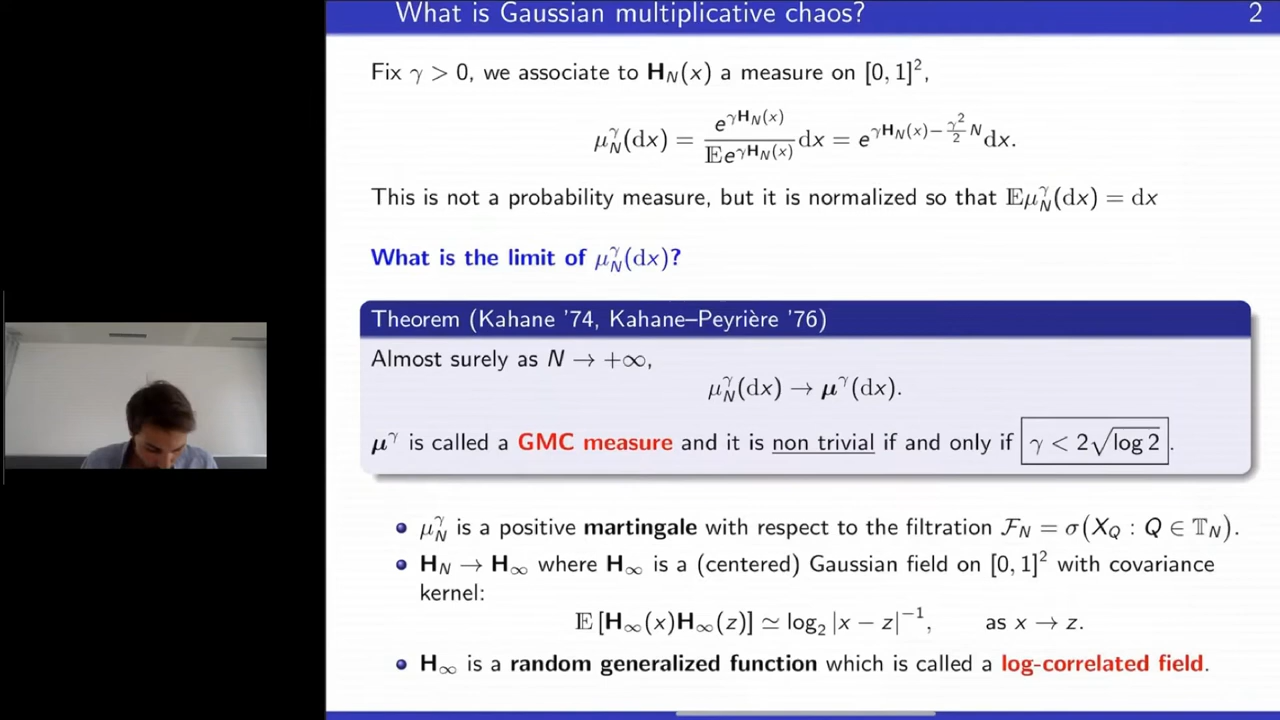 What is Gaussian multiplicative chaos? 2
Fix γ > 0, we associate to H_N(x) a measure on [0, 1]²,
μ_N^γ(dx) = e^{γH_N(x)} / 𝔼e^{γH_N(x)} dx = e^{γH_N(x) − γ²/2 N} dx.
This is not a probability measure, but it is normalized so that 𝔼μ_N^γ(dx) = dx
What is the limit of μ_N^γ(dx)?
Theorem (Kahane '74, Kahane–Peyrière '76)
Almost surely as N → +∞,
μ_N^γ(dx) → μ^γ(dx).
μ^γ is called a GMC measure and it is non trivial if and only if γ < 2√log 2.
• μ_N^γ is a positive martingale with respect to the filtration ℱ_N = σ(X_Q : Q ∈ 𝕋_N).
• H_N → H_∞ where H_∞ is a (centered) Gaussian field on [0, 1]² with covariance
kernel:
𝔼 [H_∞(x)H_∞(z)] ≃ log₂ |x − z|⁻¹, as x → z.
• H_∞ is a random generalized function which is called a log-correlated field.